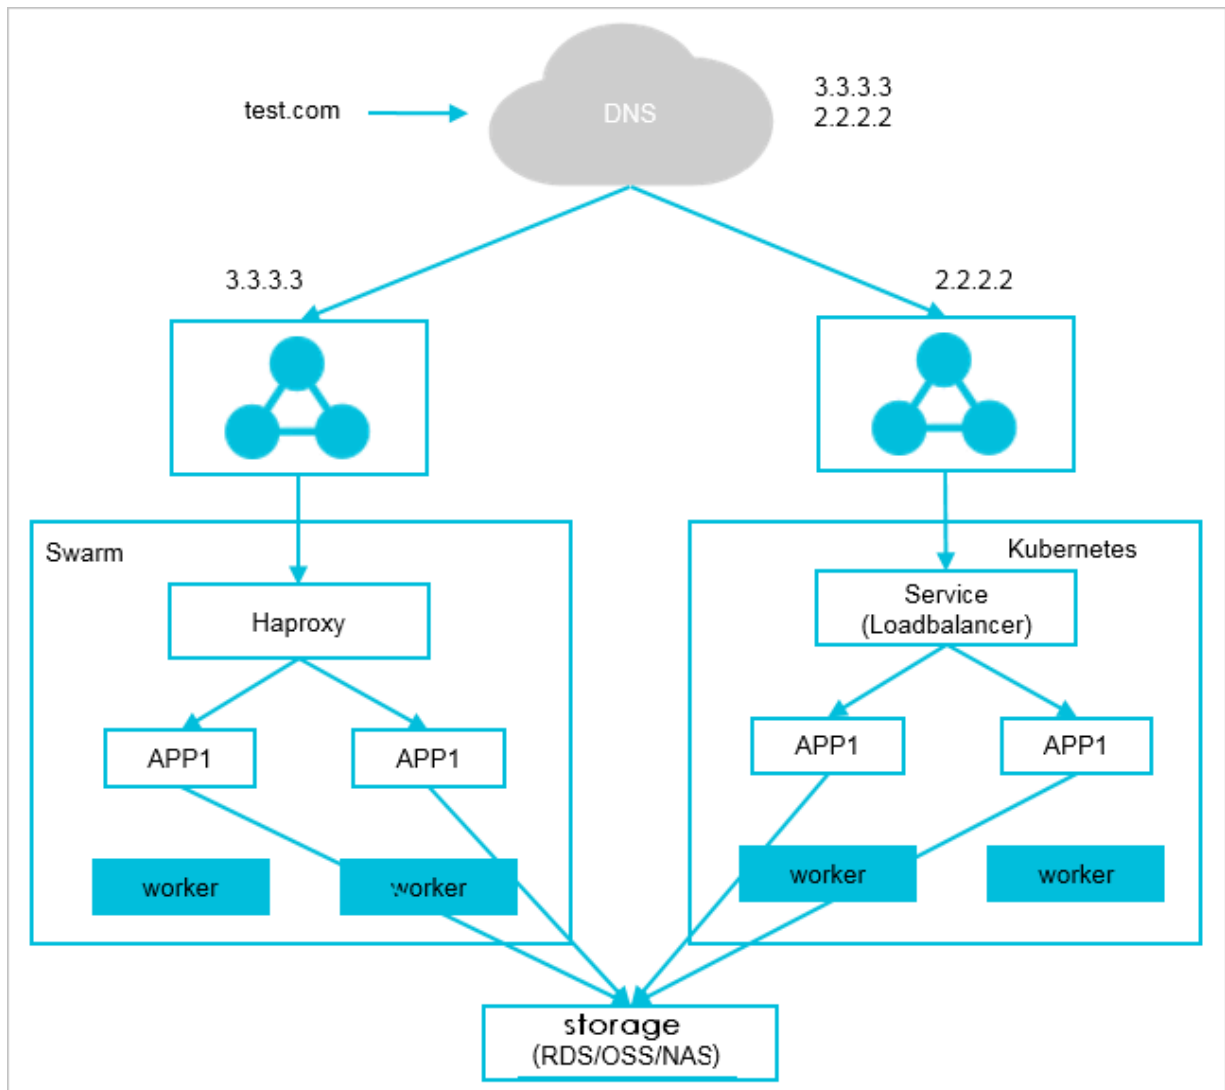 test.com
DNS
3.3.3.3
2.2.2.2
3.3.3.3
2.2.2.2
Swarm
Haproxy
APP1
APP1
worker
worker
Kubernetes
Service
(Loadbalancer)
APP1
APP1
worker
worker
storage
(RDS/OSS/NAS)